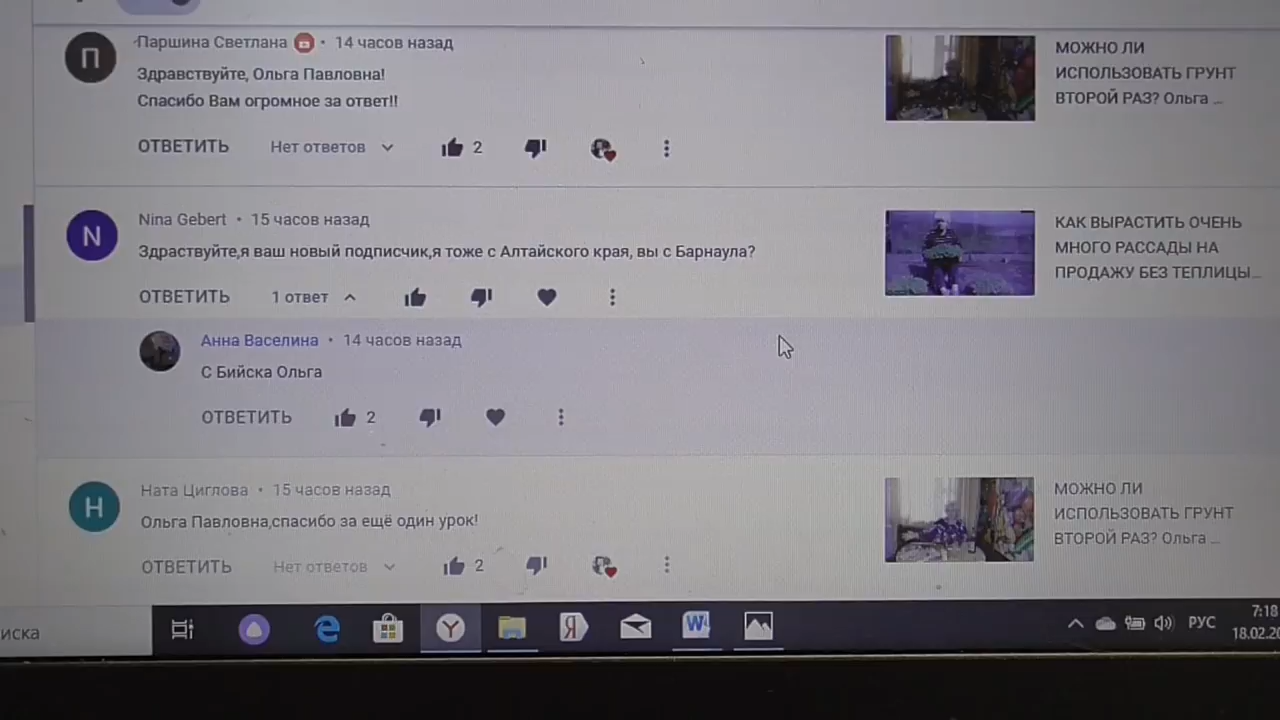 П
Паршина Светлана • 14 часов назад
Здравствуйте, Ольга Павловна!
Спасибо Вам огромное за ответ!!
ОТВЕТИТЬ Нет ответов 2
МОЖНО ЛИ
ИСПОЛЬЗОВАТЬ ГРУНТ
ВТОРОЙ РАЗ? Ольга ...
N
Nina Gebert • 15 часов назад
Здраствуйте,я ваш новый подписчик,я тоже с Алтайского края, вы с Барнаула?
ОТВЕТИТЬ 1 ответ
КАК ВЫРАСТИТЬ ОЧЕНЬ
МНОГО РАССАДЫ НА
ПРОДАЖУ БЕЗ ТЕПЛИЦЫ...
Анна Васелина • 14 часов назад
С Бийска Ольга
ОТВЕТИТЬ 2
Н
Ната Циглова • 15 часов назад
Ольга Павловна,спасибо за ещё один урок!
ОТВЕТИТЬ Нет ответов 2
МОЖНО ЛИ
ИСПОЛЬЗОВАТЬ ГРУНТ
ВТОРОЙ РАЗ? Ольга ...
иска
Y
Я
W
РУС
7:18
18.02.20